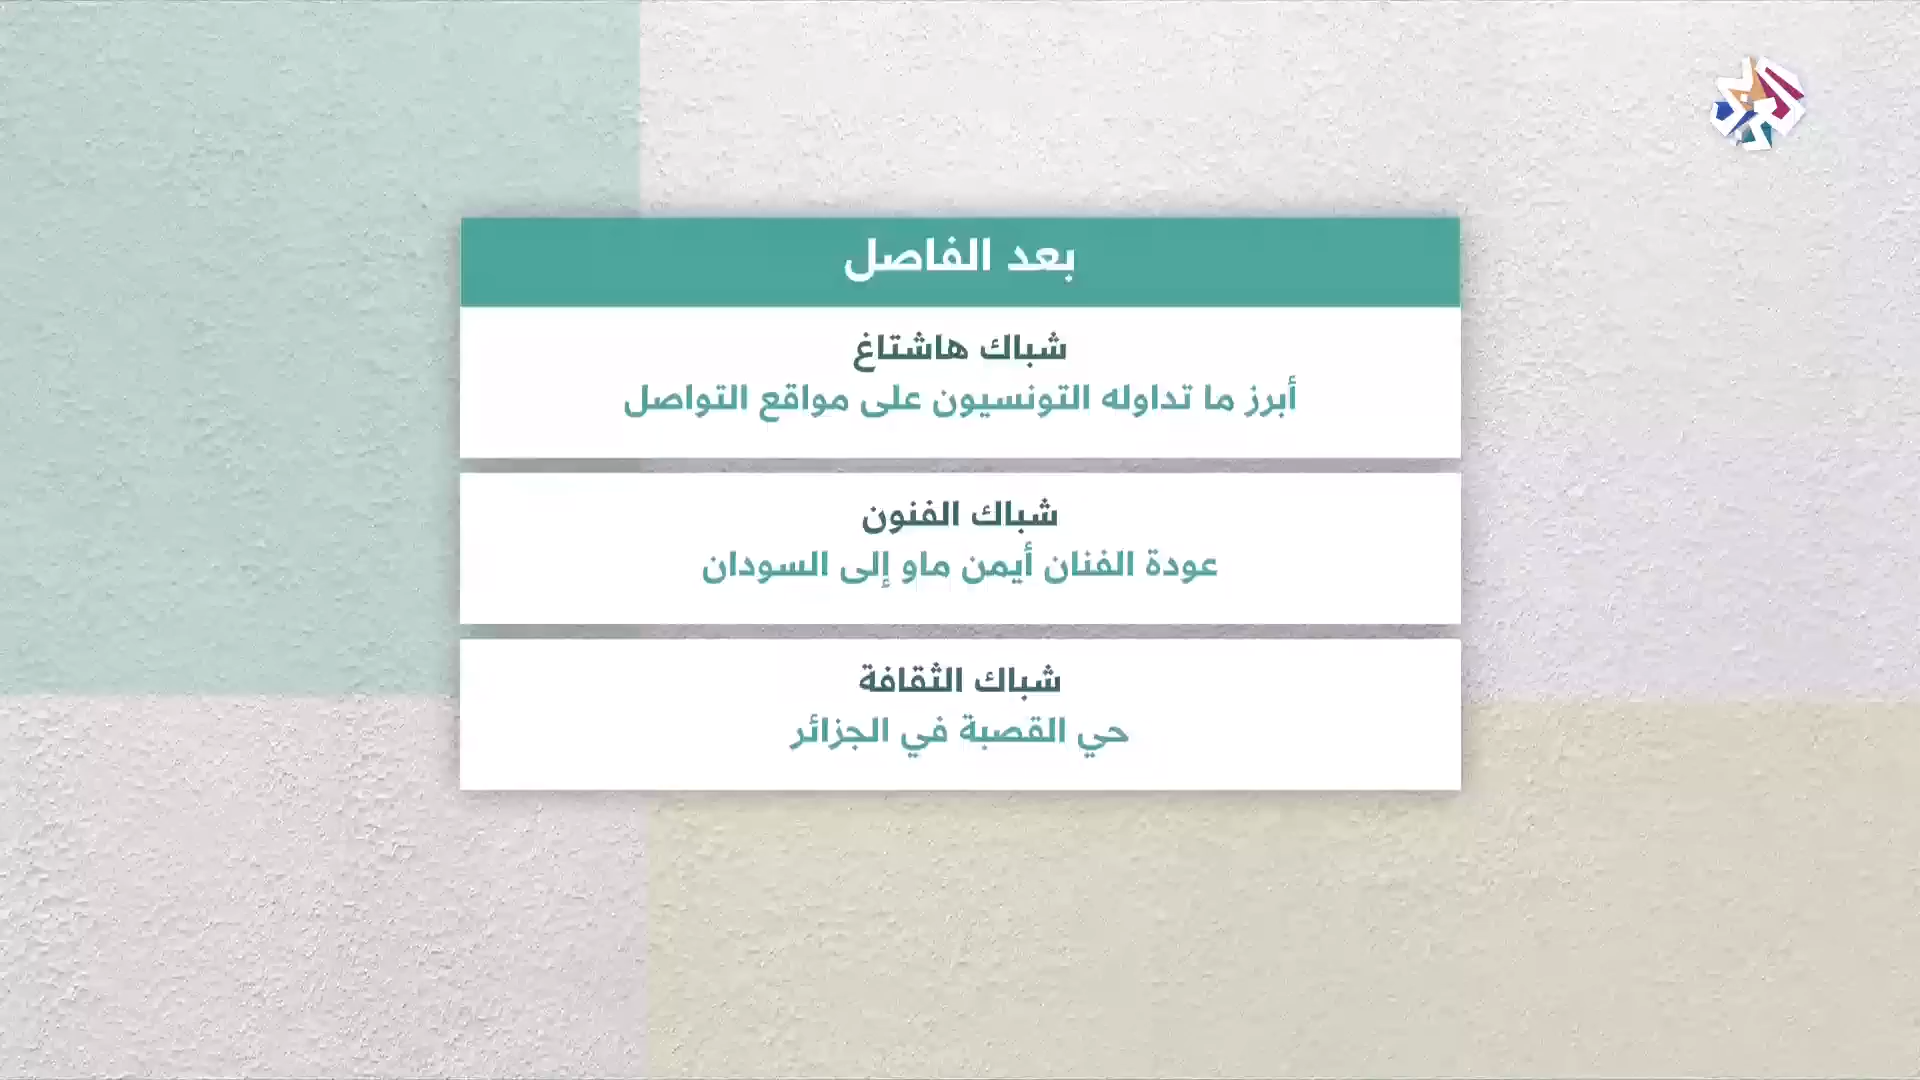 بعد الفاصل
شباك هاشتاغ
أبرز ما تداوله التونسيون على مواقع التواصل
شباك الفنون
عودة الفنان أيمن ماو إلى السودان
شباك الثقافة
حي القصبة في الجزائر